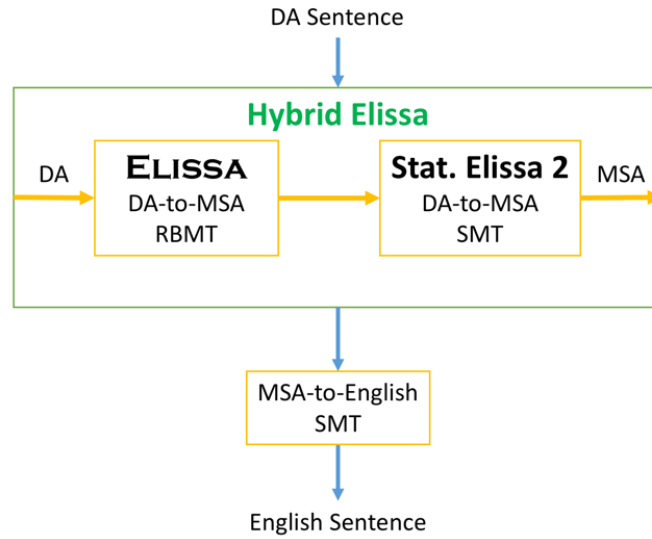 DA Sentence
Hybrid Elissa
DA
ELISSA
DA-to-MSA
RBMT
Stat. Elissa 2
DA-to-MSA
SMT
MSA
MSA-to-English
SMT
English Sentence